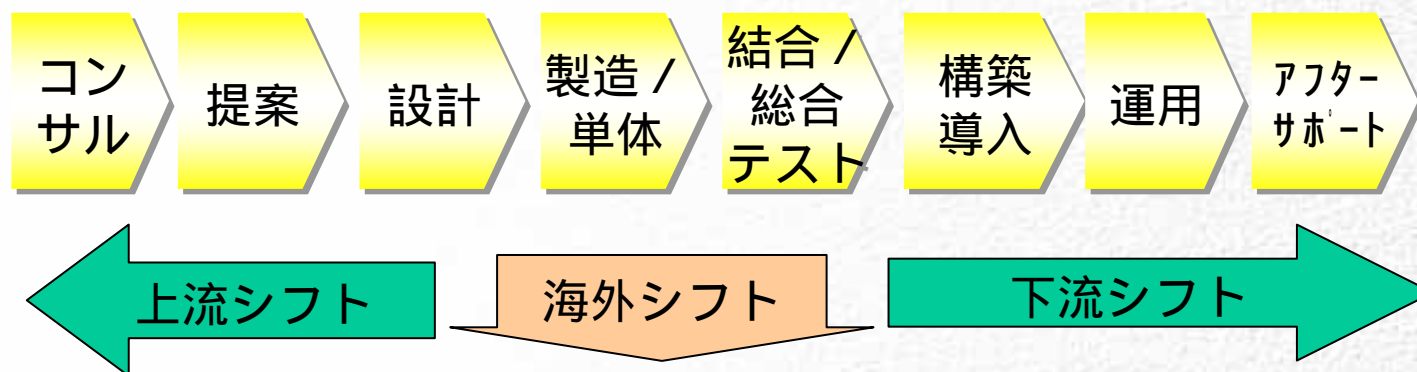 コン
サル
提案
設計
製造／
単体
結合／
総合
テスト
構築
導入
運用
ｱﾌﾀｰ
ｻﾎﾟｰﾄ
上流シフト
海外シフト
下流シフト